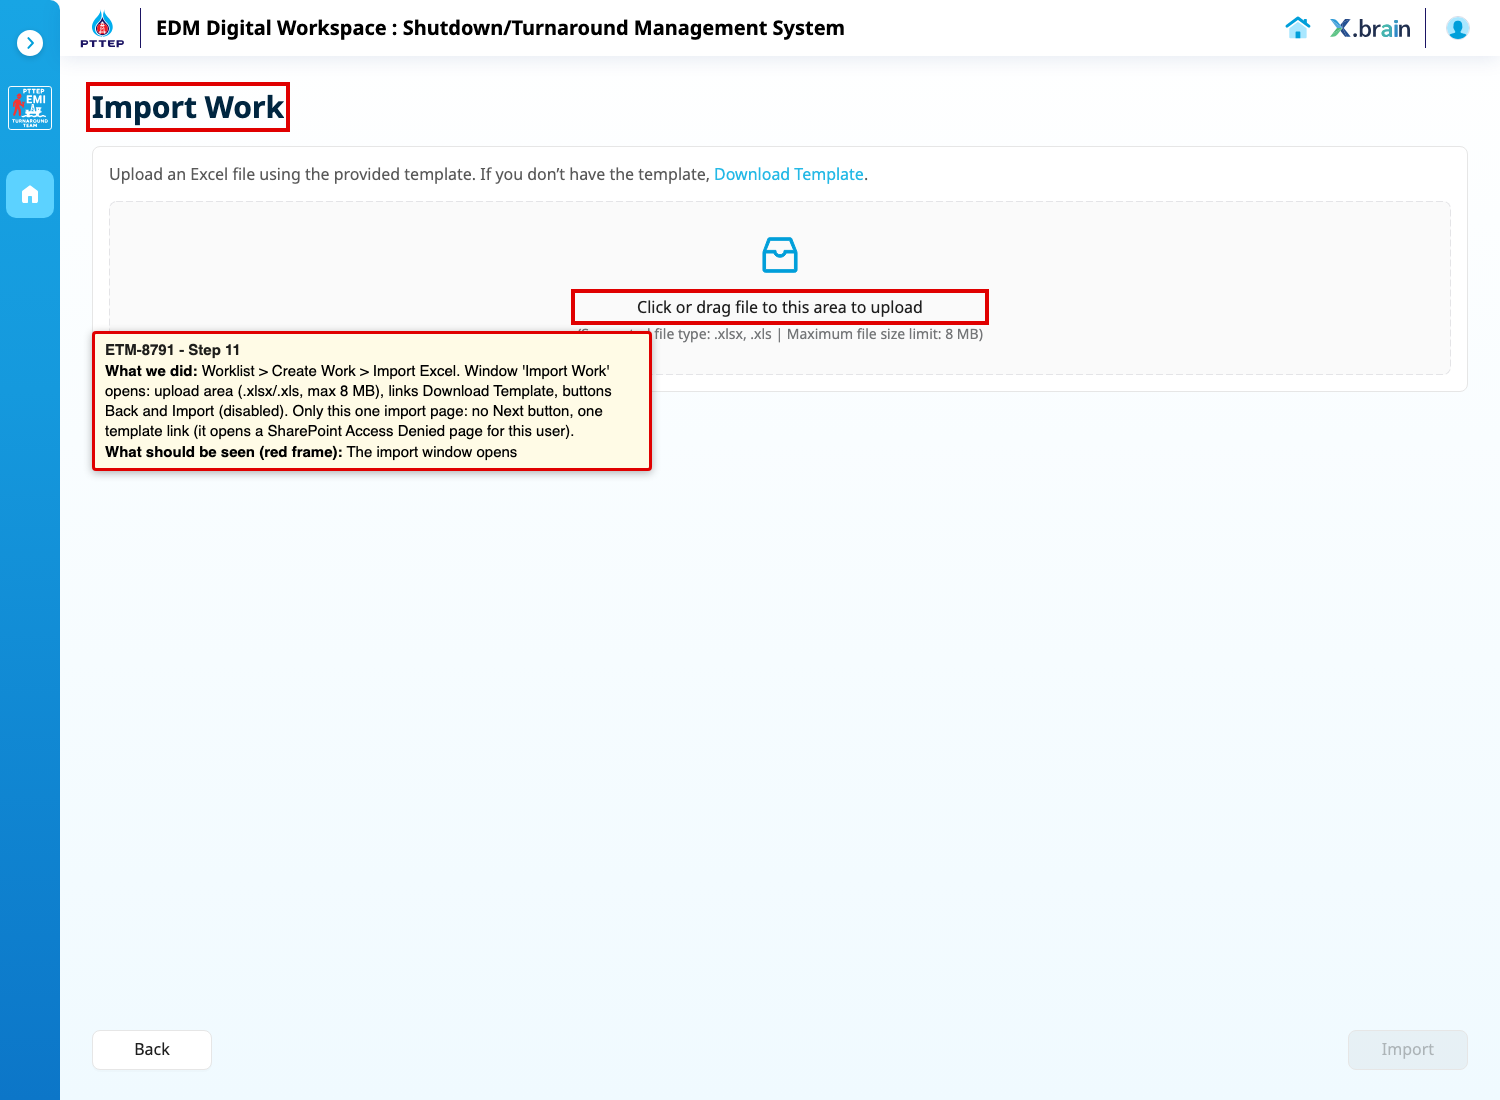 PTTEP
EDM Digital Workspace : Shutdown/Turnaround Management System
X.brain
PTTEP
EMI
TURNAROUND
TEAM
Import Work
Upload an Excel file using the provided template. If you don’t have the template, Download Template.
Click or drag file to this area to upload
file type: .xlsx, .xls | Maximum file size limit: 8 MB)
ETM-8791 - Step 11
What we did: Worklist > Create Work > Import Excel. Window 'Import Work'
opens: upload area (.xlsx/.xls, max 8 MB), links Download Template, buttons
Back and Import (disabled). Only this one import page: no Next button, one
template link (it opens a SharePoint Access Denied page for this user).
What should be seen (red frame): The import window opens
Back
Import